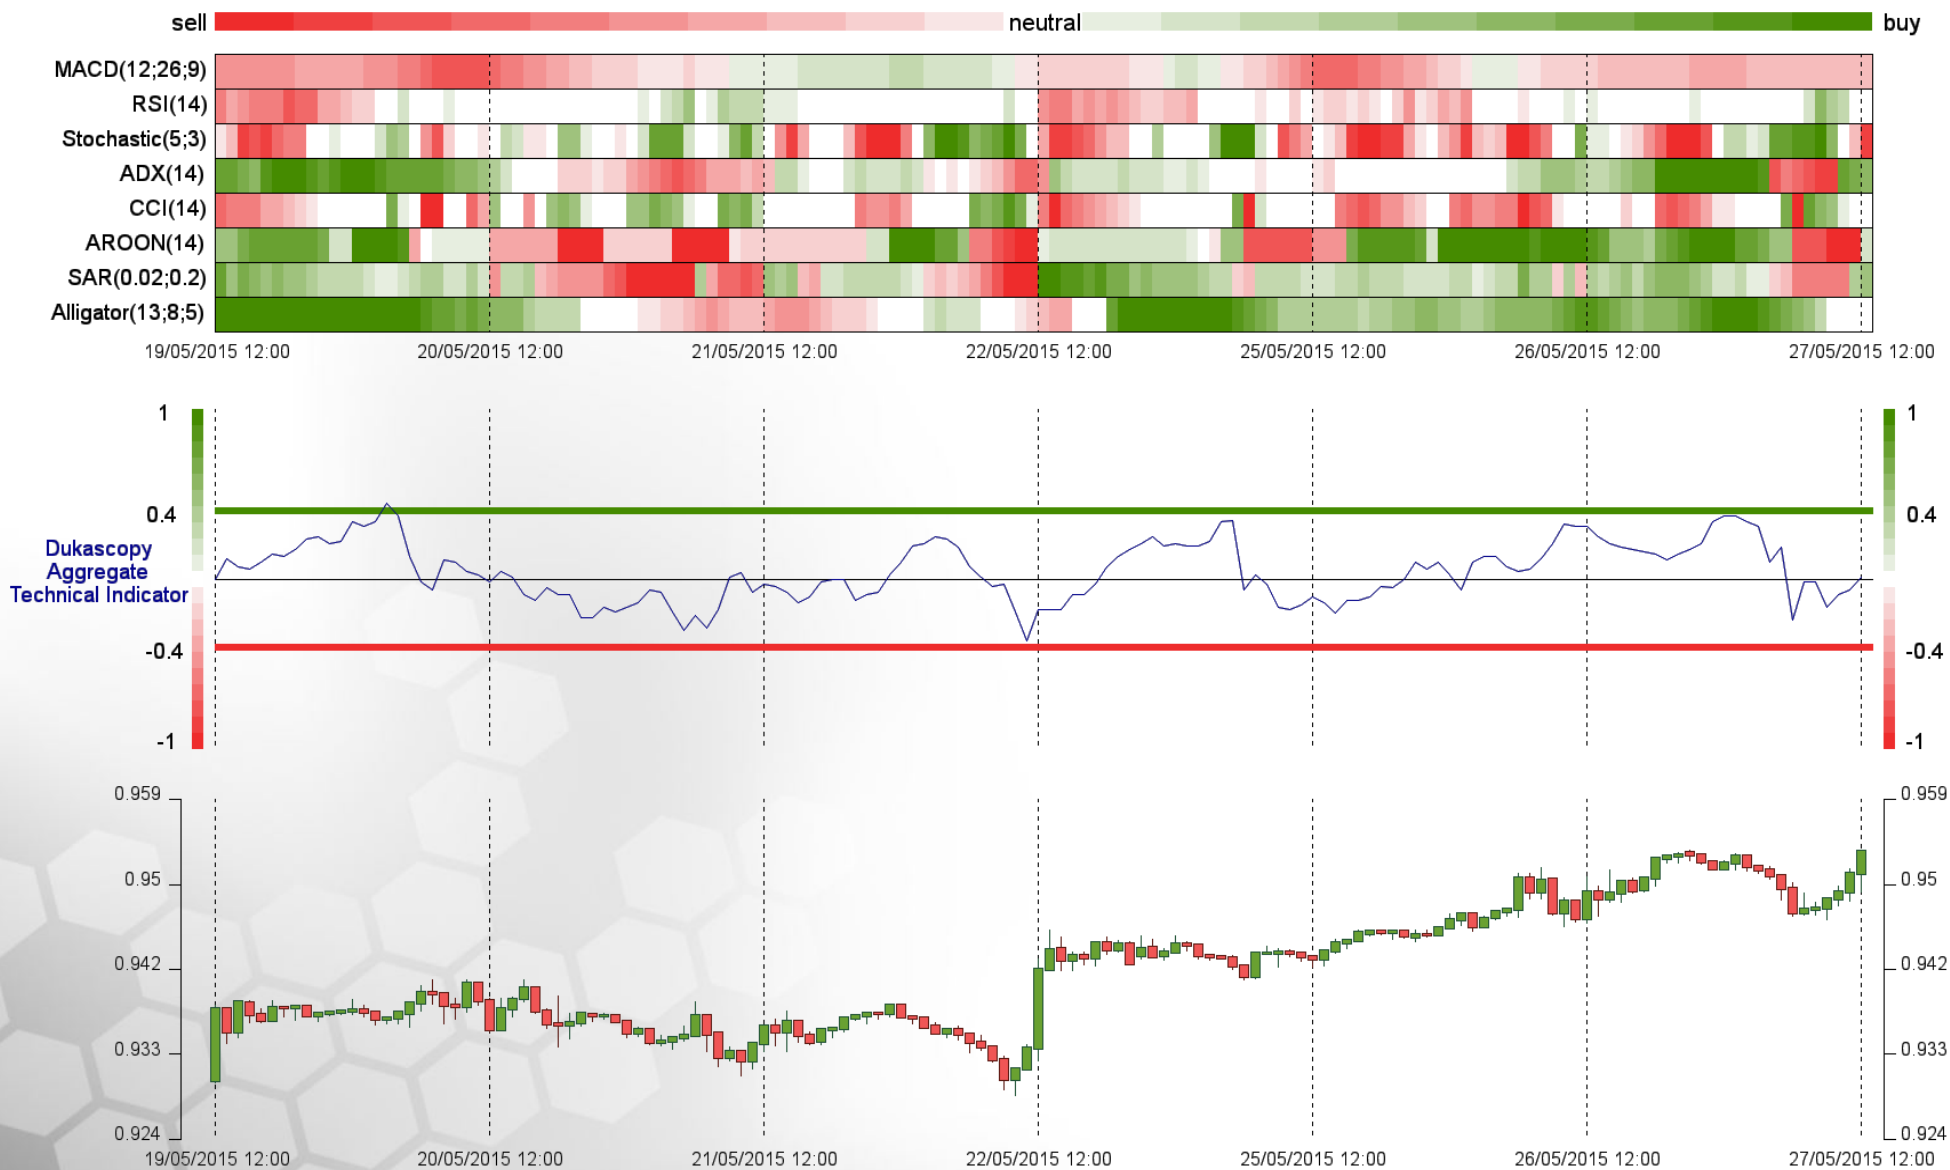 sell neutral buy
MACD(12;26;9)
RSI(14)
Stochastic(5;3)
ADX(14)
CCI(14)
AROON(14)
SAR(0.02;0.2)
Alligator(13;8;5)
19/05/2015 12:00 20/05/2015 12:00 21/05/2015 12:00 22/05/2015 12:00 25/05/2015 12:00 26/05/2015 12:00 27/05/2015 12:00
1 1
0.4 0.4
Dukascopy
Aggregate
Technical Indicator
-0.4 -0.4
-1 -1
0.959 0.959
0.95 0.95
0.942 0.942
0.933 0.933
0.924 0.924
19/05/2015 12:00 20/05/2015 12:00 21/05/2015 12:00 22/05/2015 12:00 25/05/2015 12:00 26/05/2015 12:00 27/05/2015 12:00